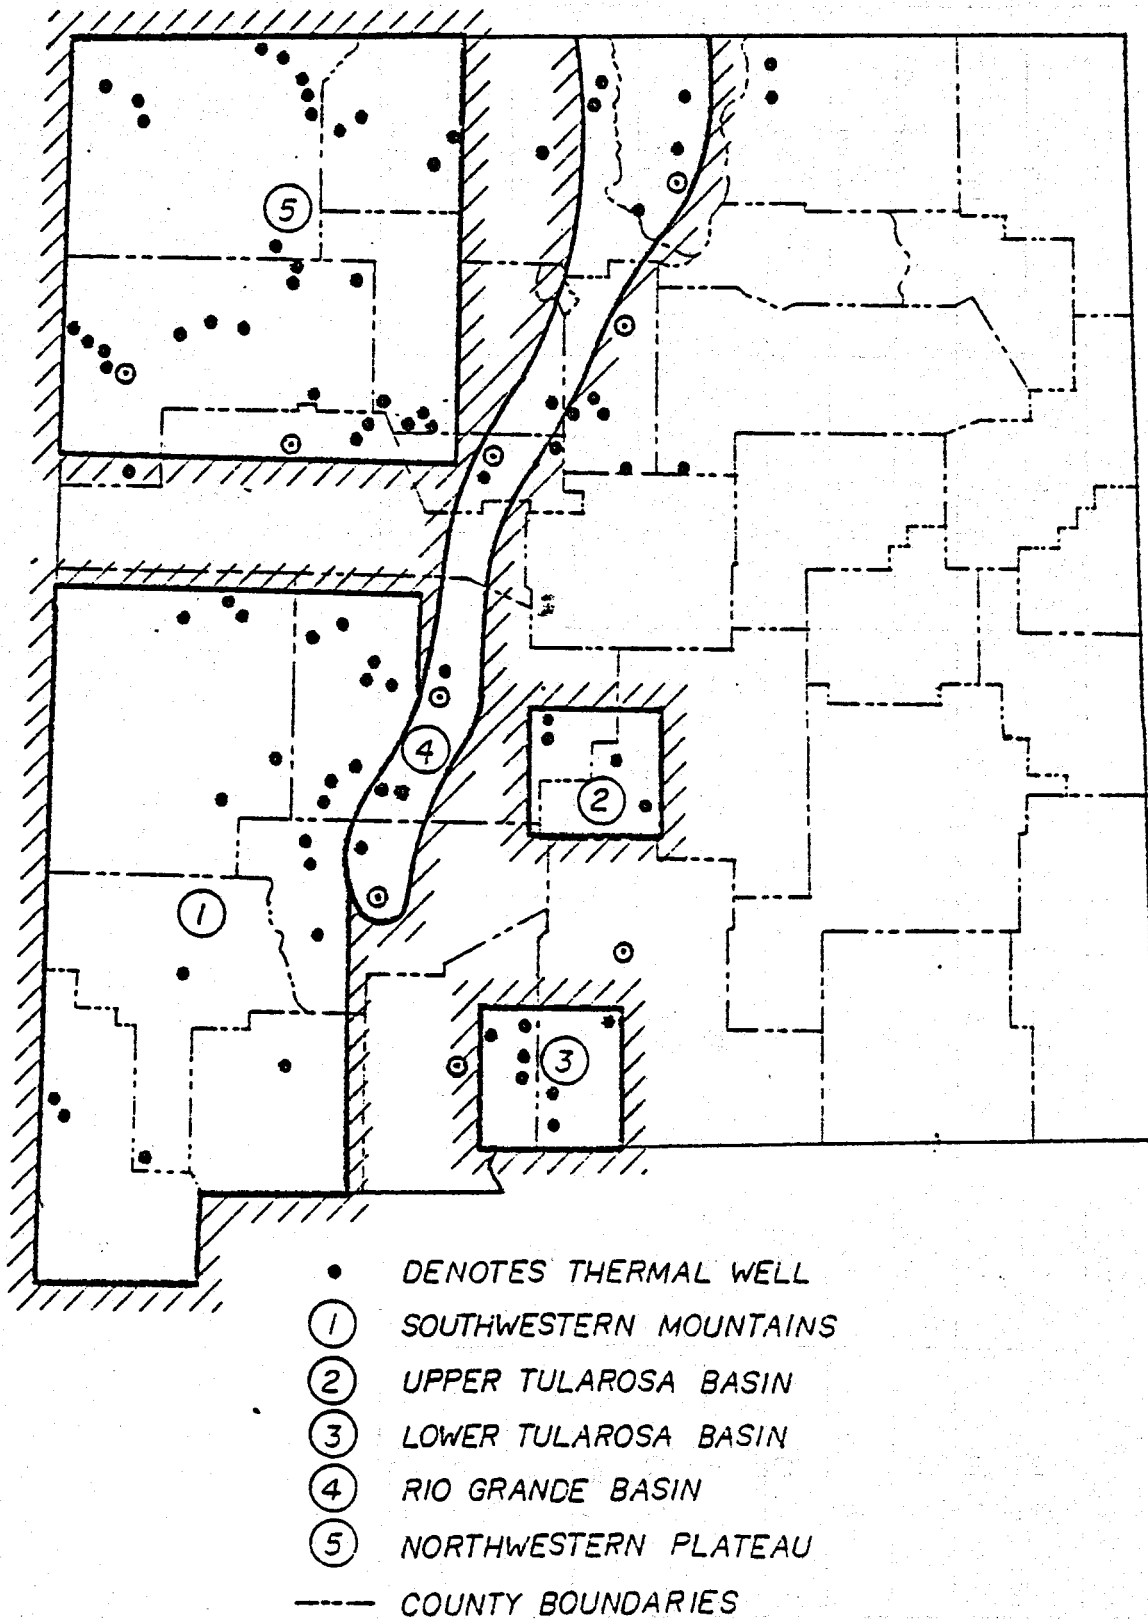 5
4
2
1
3
DENOTES THERMAL WELL
1 SOUTHWESTERN MOUNTAINS
2 UPPER TULAROSA BASIN
3 LOWER TULAROSA BASIN
4 RIO GRANDE BASIN
5 NORTHWESTERN PLATEAU
COUNTY BOUNDARIES